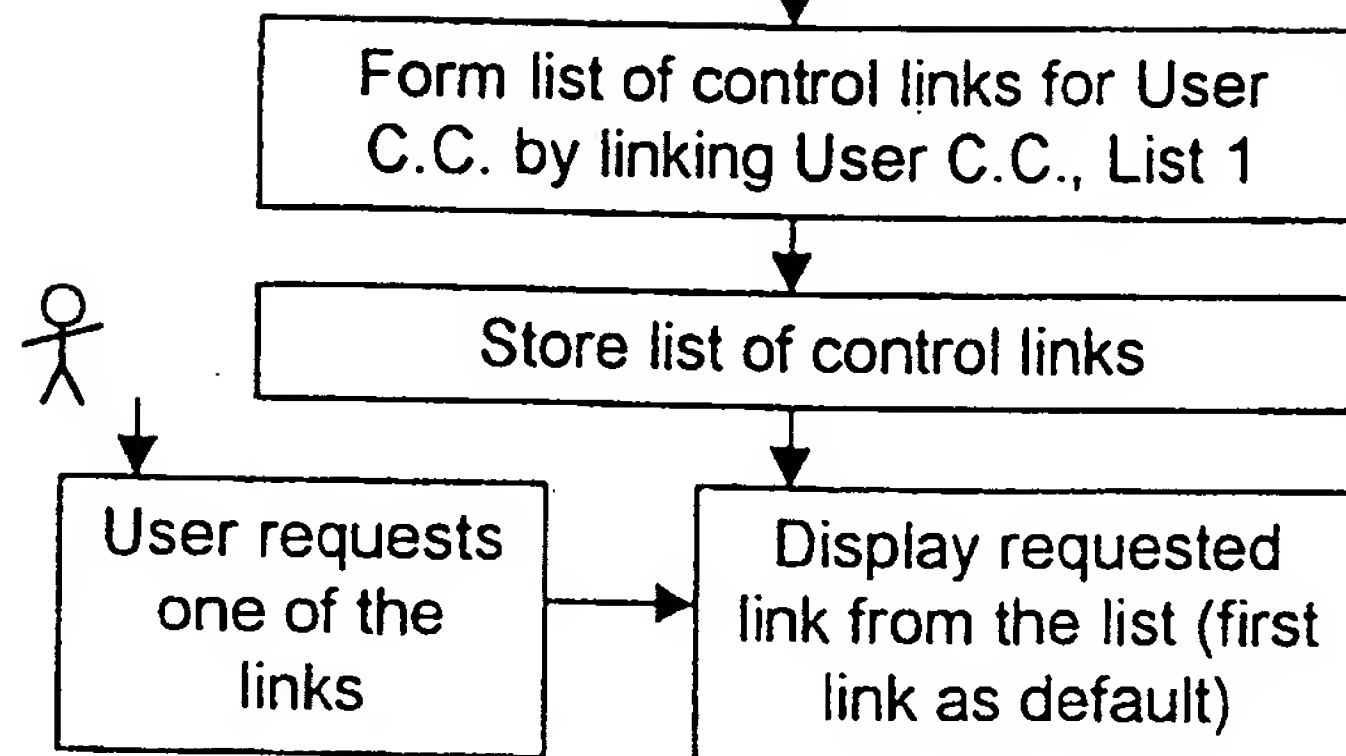 Form list of control links for User
C.C. by linking User C.C., List 1
Store list of control links
User requests
one of the
links
Display requested
link from the list (first
link as default)